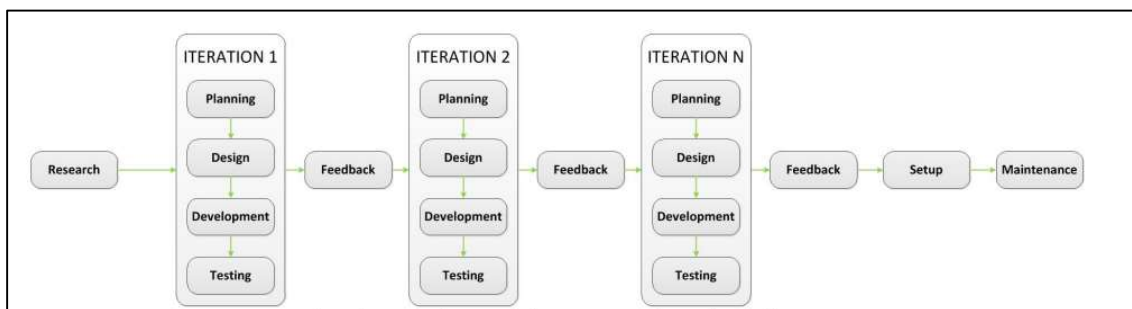 Research
ITERATION 1
Planning
Design
Development
Testing
Feedback
ITERATION 2
Planning
Design
Development
Testing
Feedback
ITERATION N
Planning
Design
Development
Testing
Feedback
Setup
Maintenance